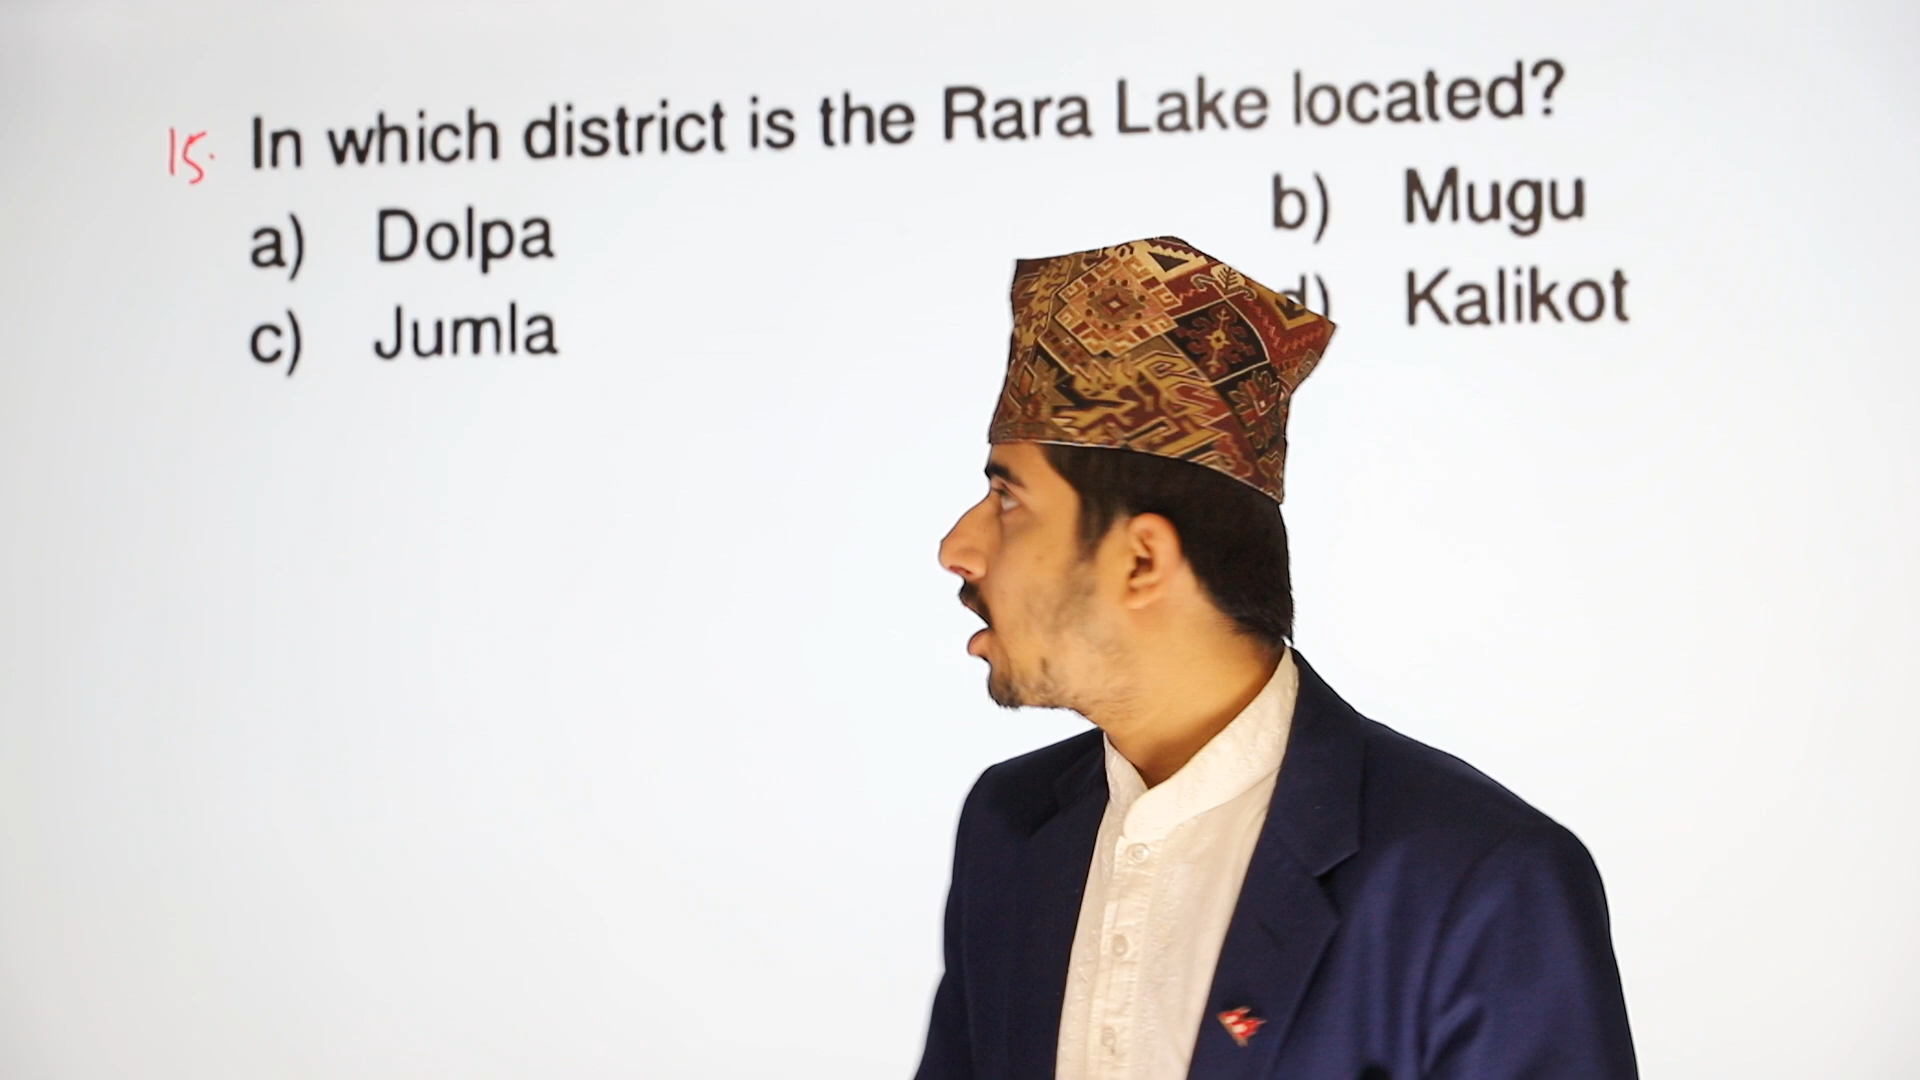 15. In which district is the Rara Lake located?
a) Dolpa b) Mugu
c) Jumla d) Kalikot